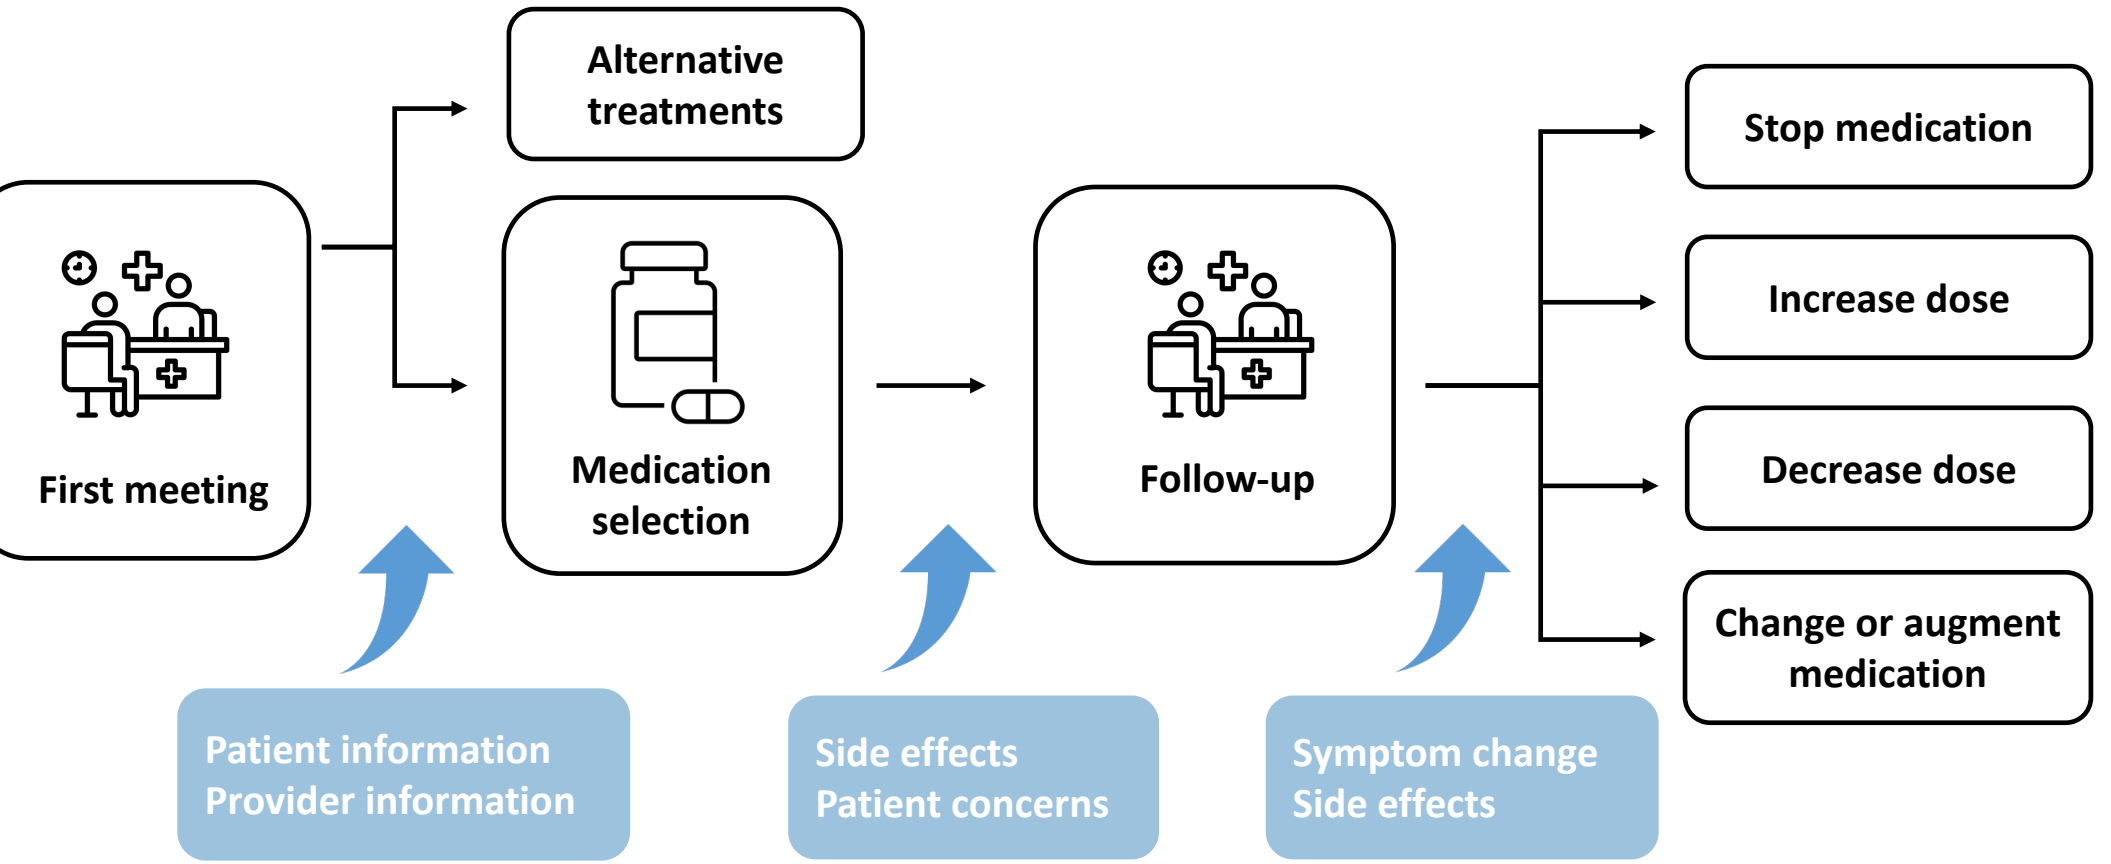 Alternative
treatments
First meeting
Medication
selection
Follow-up
Stop medication
Increase dose
Decrease dose
Change or augment
medication
Patient information
Provider information
Side effects
Patient concerns
Symptom change
Side effects